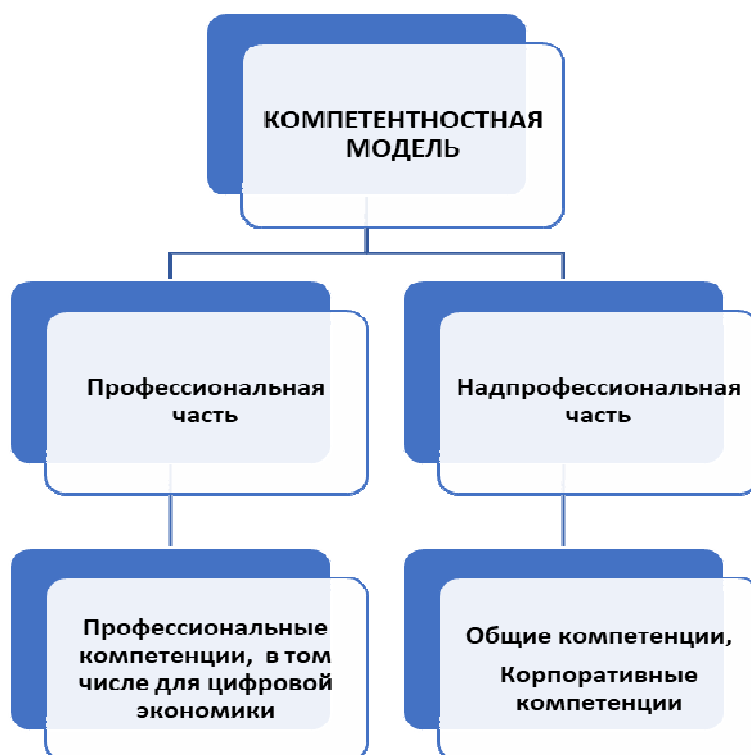 КОМПЕТЕНТНОСТНАЯ
МОДЕЛЬ
Профессиональная
часть
Надпрофессиональная
часть
Профессиональные
компетенции, в том
числе для цифровой
экономики
Общие компетенции,
Корпоративные
компетенции